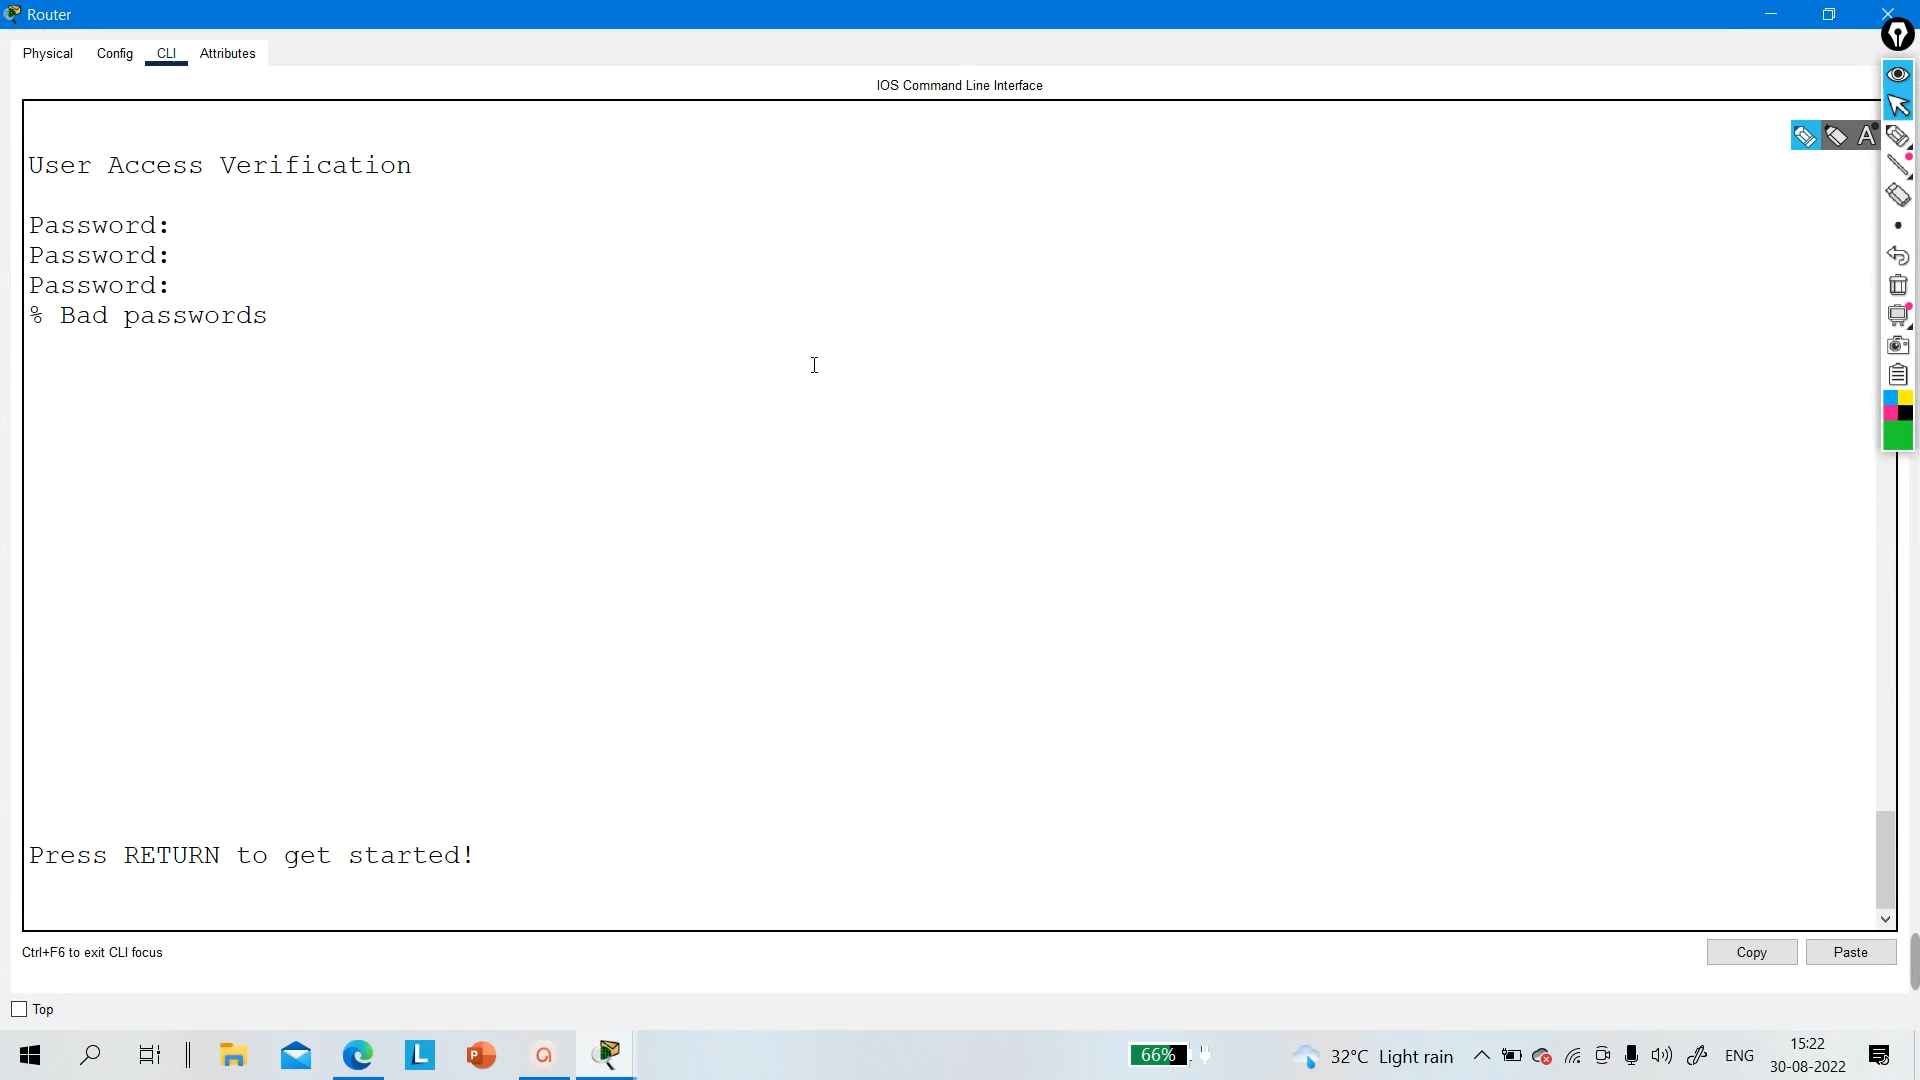 Router
Physical Config CLI Attributes
IOS Command Line Interface
A
User Access Verification
Password:
Password:
Password:
% Bad passwords
Press RETURN to get started!
Ctrl+F6 to exit CLI focus
Copy Paste
Top
L P 66% 32°C Light rain ENG 15:22
30-08-2022